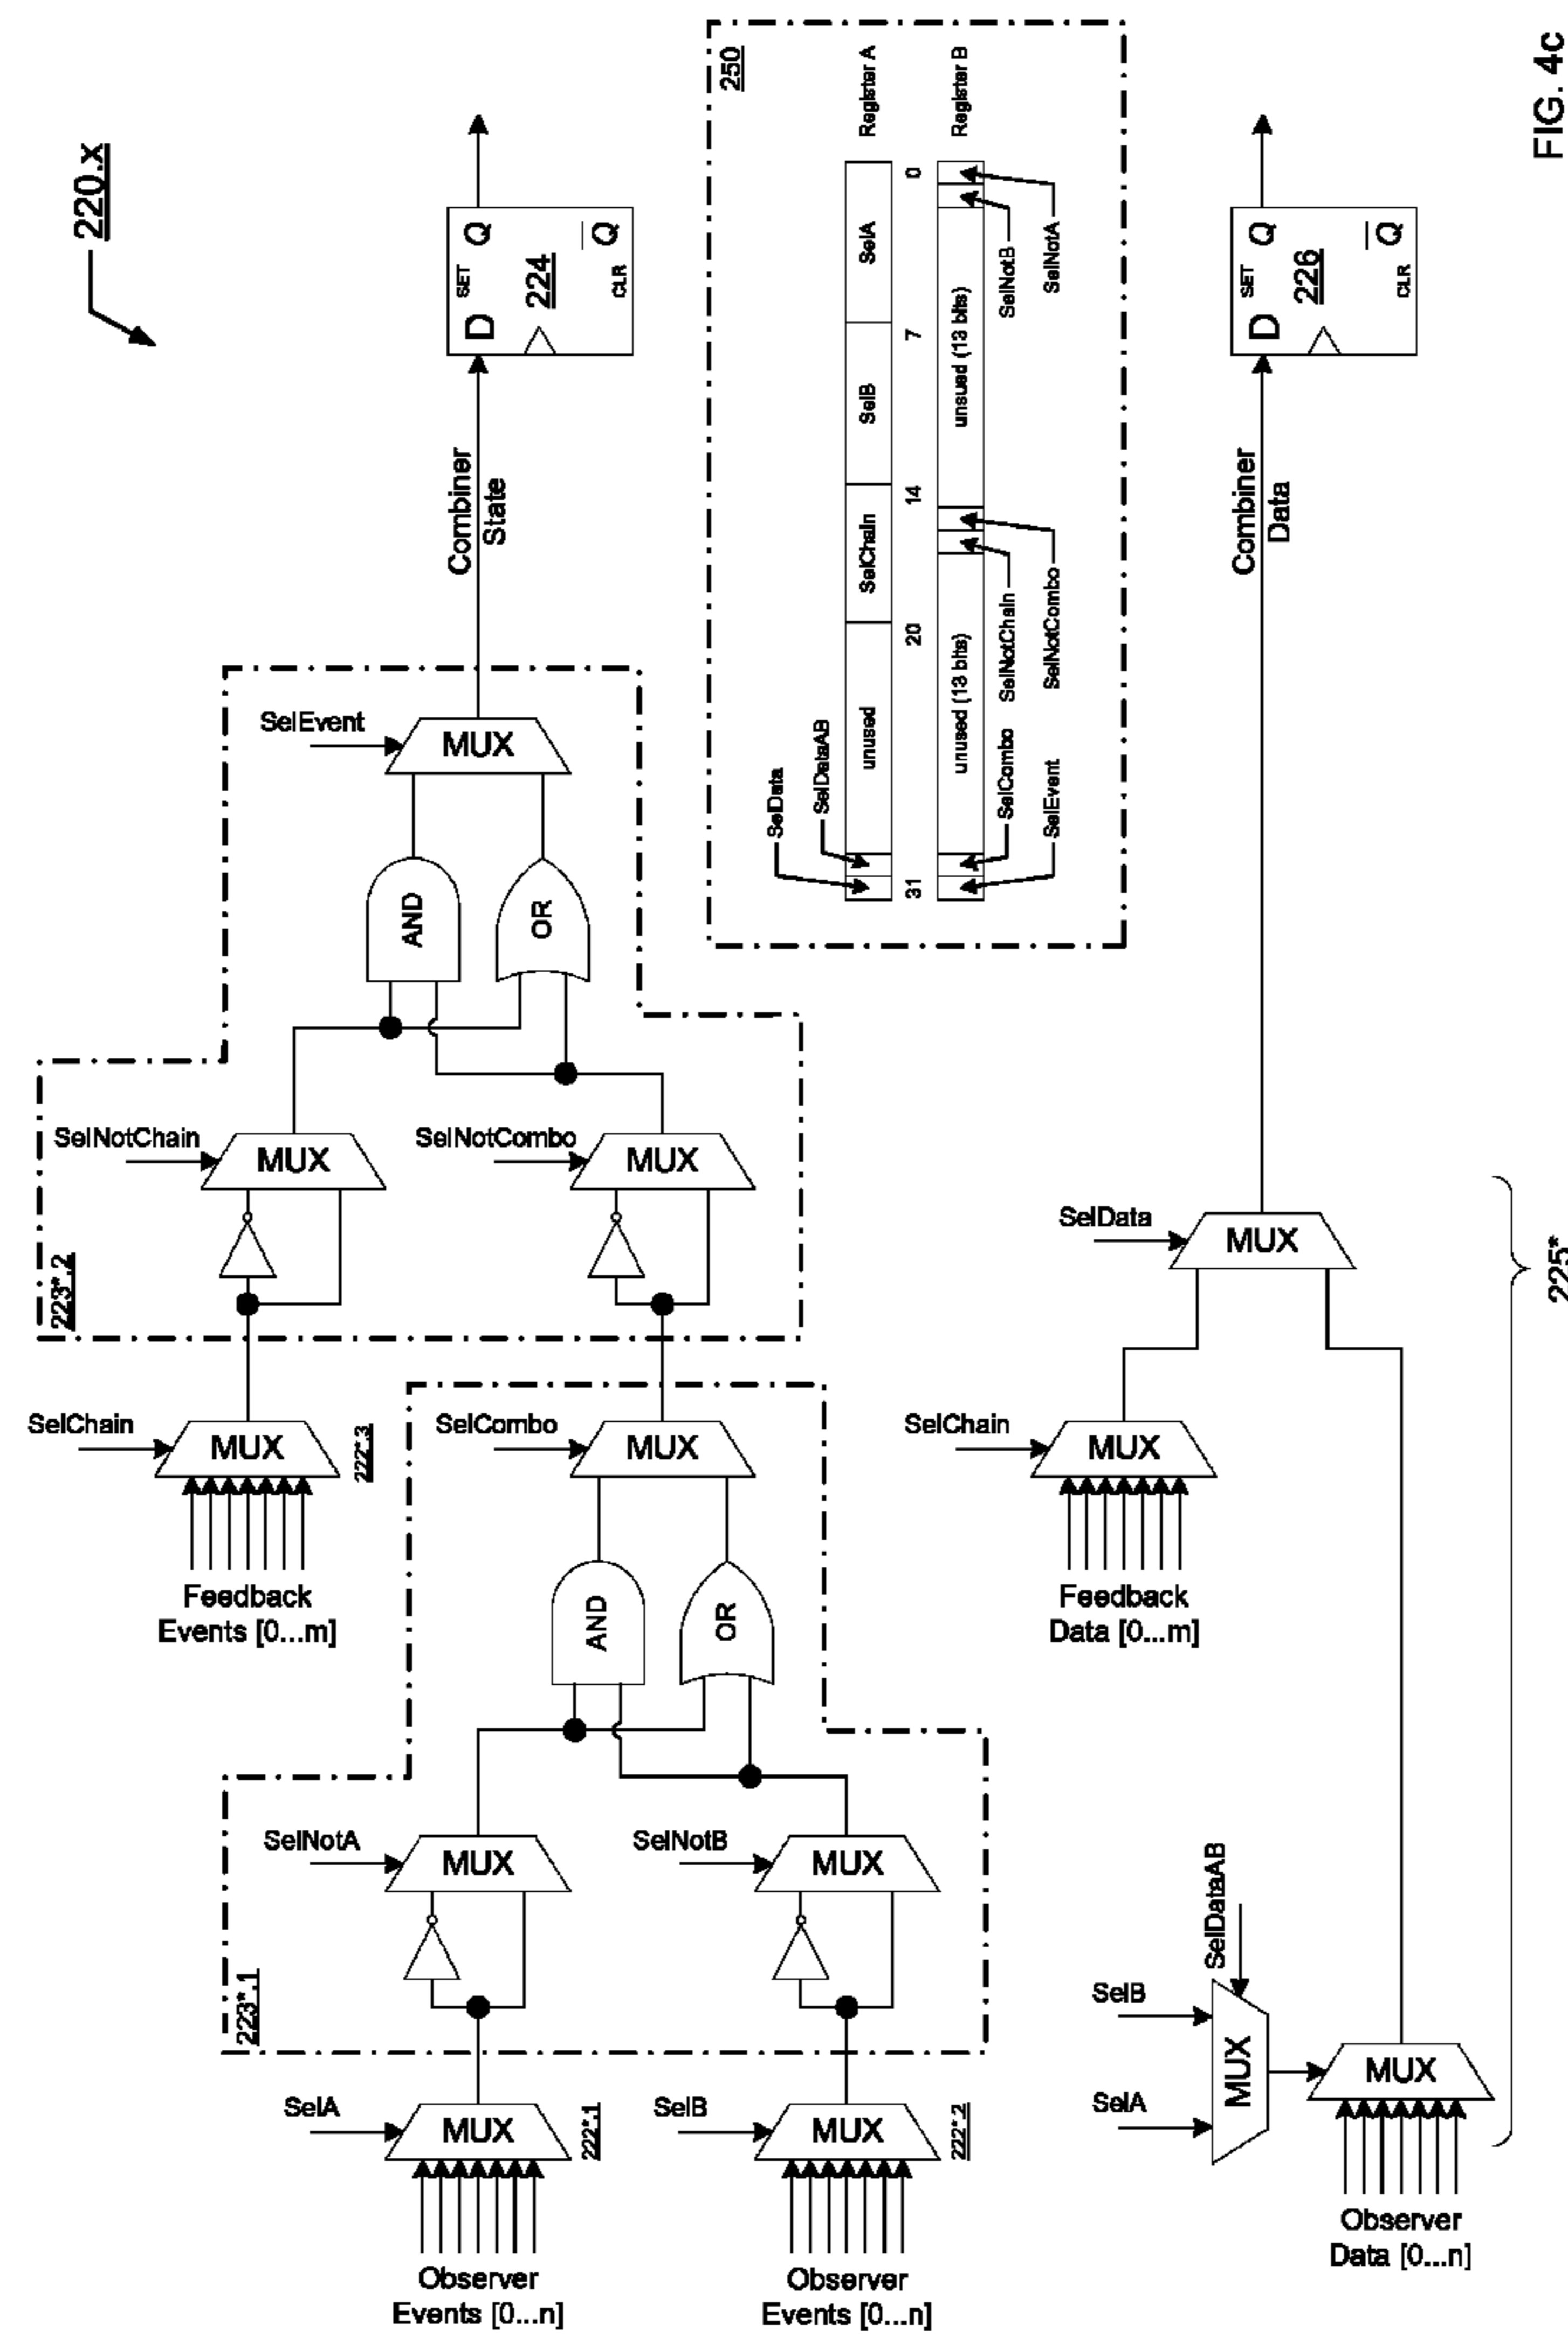 220.x
SelEvent
Combiner
State
D
SET
Q
224
CLR
Q
MUX
AND
OR
SelNotChain
MUX
SelNotCombo
MUX
223*.2
SelChain
MUX
222*.3
Feedback
Events [0...m]
SelCombo
MUX
AND
OR
SelNotA
MUX
SelNotB
MUX
223*.1
SelA
MUX
222*.1
Observer
Events [0...n]
SelB
MUX
222*.2
Observer
Events [0...n]
250
Register A
Register B
SelA
SelB
SelChain
unused
SelData
SelDataAB
0
7
14
20
31
unsued (13 bits)
unused (13 bits)
SelNotB
SelNotA
SelNotChain
SelNotCombo
SelCombo
SelEvent
Combiner
Data
D
SET
Q
226
CLR
Q
SelData
MUX
SelChain
MUX
Feedback
Data [0...m]
SelB
SelA
MUX
SelDataAB
MUX
Observer
Data [0...n]
225*
FIG. 4c